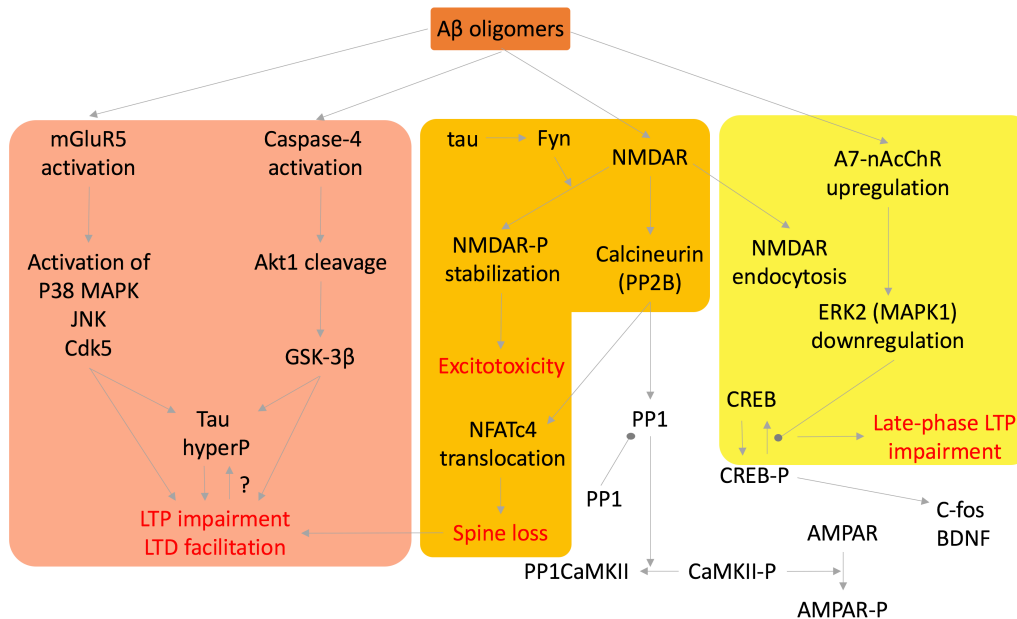 Aβ oligomers
mGluR5
activation
Caspase-4
activation
tau
Fyn
NMDAR
A7-nAcChR
upregulation
Activation of
P38 MAPK
JNK
Cdk5
Akt1 cleavage
GSK-3β
NMDAR-P
stabilization
Calcineurin
(PP2B)
NMDAR
endocytosis
ERK2 (MAPK1)
downregulation
Excitotoxicity
Tau
hyperP
?
LTP impairment
LTD facilitation
NFATc4
translocation
Spine loss
PP1
PP1
CREB
CREB-P
Late-phase LTP
impairment
C-fos
BDNF
AMPAR
PP1CaMKII
CaMKII-P
AMPAR-P